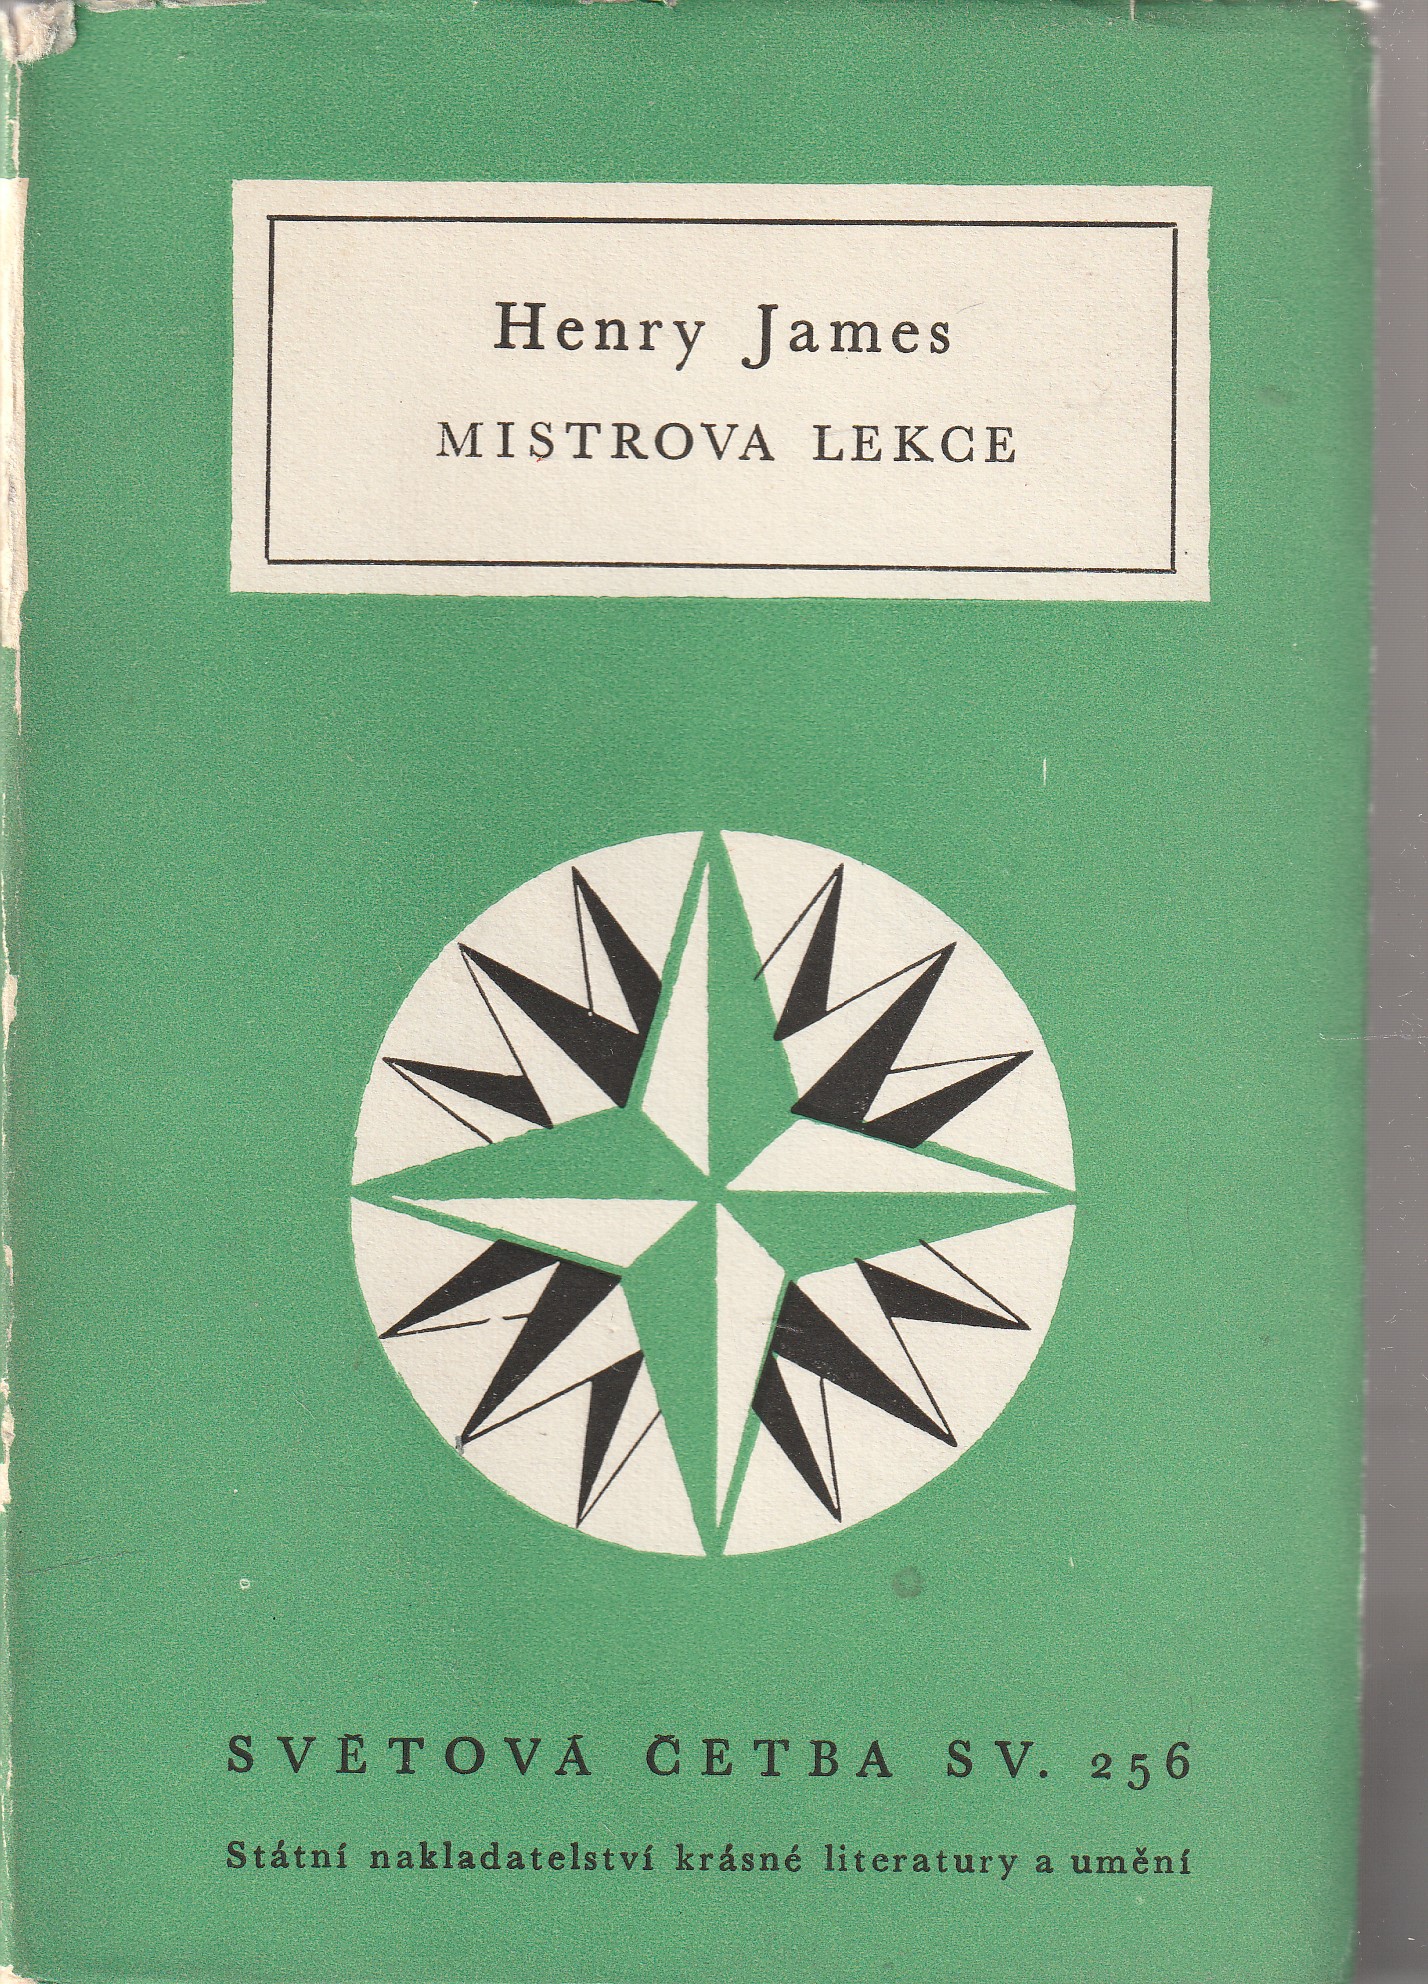 Henry James
MISTROVA LEKCE
SVĚTOVÁ ČETBA SV. 256
Státní nakladatelství krásné literatury a umění